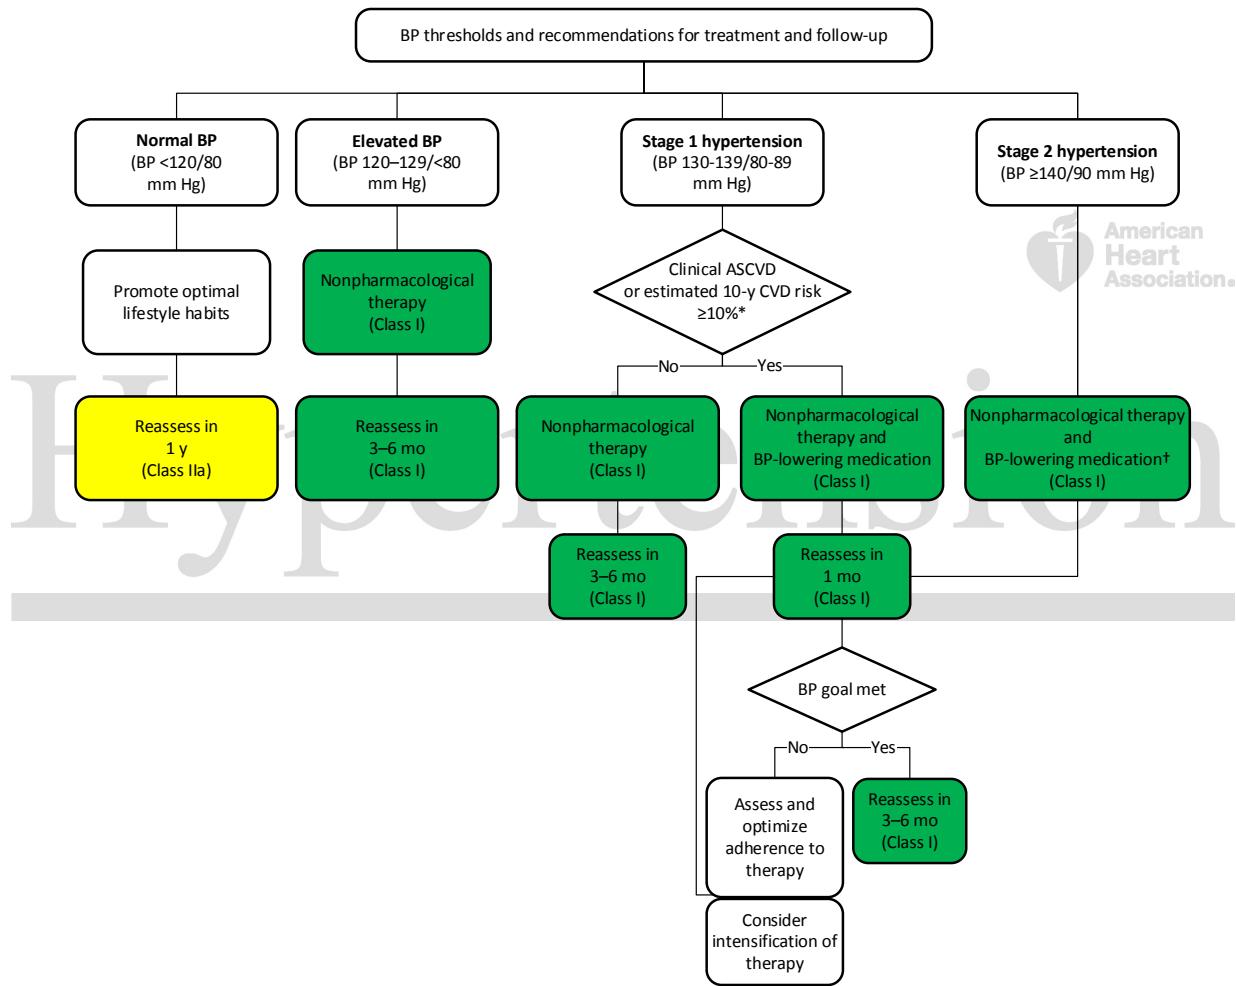 BP thresholds and recommendations for treatment and follow-up
Normal BP
(BP <120/80
mm Hg)
Elevated BP
(BP 120–129/<80
mm Hg)
Stage 1 hypertension
(BP 130-139/80-89
mm Hg)
Stage 2 hypertension
(BP ≥140/90 mm Hg)
American
Heart
Association®
Promote optimal
lifestyle habits
Nonpharmacological
therapy
(Class I)
Clinical ASCVD
or estimated 10-y CVD risk
≥10%*
No
Yes
Reassess in
1 y
(Class IIa)
Reassess in
3–6 mo
(Class I)
Nonpharmacological
therapy
(Class I)
Nonpharmacological
therapy and
BP-lowering medication
(Class I)
Nonpharmacological therapy
and
BP-lowering medication†
(Class I)
Hypertension
Reassess in
3–6 mo
(Class I)
Reassess in
1 mo
(Class I)
BP goal met
No
Yes
Assess and
optimize
adherence to
therapy
Reassess in
3–6 mo
(Class I)
Consider
intensification of
therapy